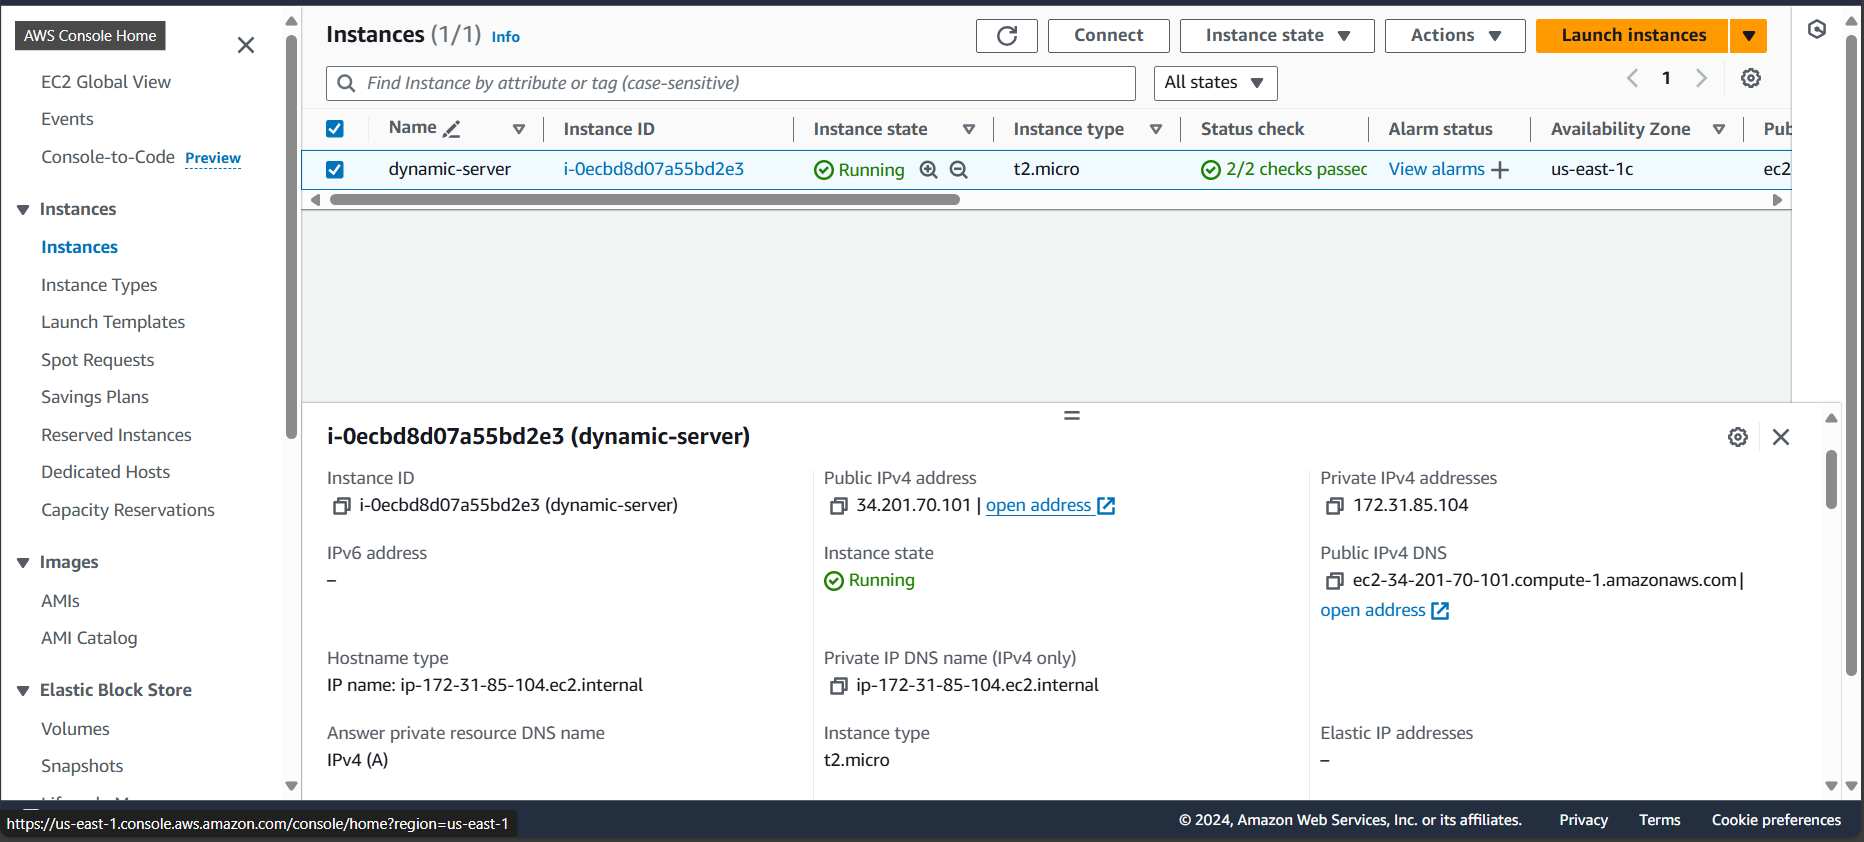 AWS Console Home
EC2 Global View
Events
Console-to-Code Preview
Instances
Instances
Instance Types
Launch Templates
Spot Requests
Savings Plans
Reserved Instances
Dedicated Hosts
Capacity Reservations
Images
AMIs
AMI Catalog
Elastic Block Store
Volumes
Snapshots
Instances (1/1) Info
Connect
Instance state
Actions
Launch instances
Find Instance by attribute or tag (case-sensitive)
All states
1
Name Instance ID Instance state Instance type Status check Alarm status Availability Zone Pub
dynamic-server i-0ecbd8d07a55bd2e3 Running t2.micro 2/2 checks passec View alarms + us-east-1c ec2
i-0ecbd8d07a55bd2e3 (dynamic-server)
Instance ID
i-0ecbd8d07a55bd2e3 (dynamic-server)
Public IPv4 address
34.201.70.101 | open address
Private IPv4 addresses
172.31.85.104
IPv6 address
–
Instance state
Running
Public IPv4 DNS
ec2-34-201-70-101.compute-1.amazonaws.com |
open address
Hostname type
IP name: ip-172-31-85-104.ec2.internal
Private IP DNS name (IPv4 only)
ip-172-31-85-104.ec2.internal
Answer private resource DNS name
IPv4 (A)
Instance type
t2.micro
Elastic IP addresses
–
https://us-east-1.console.aws.amazon.com/console/home?region=us-east-1
© 2024, Amazon Web Services, Inc. or its affiliates.
Privacy
Terms
Cookie preferences